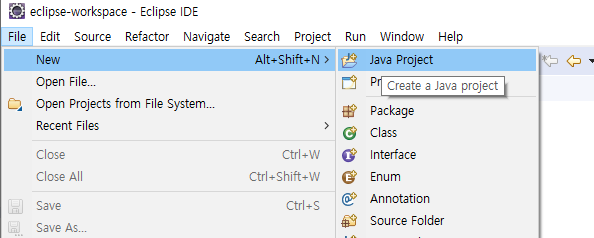 eclipse-workspace - Eclipse IDE
File Edit Source Refactor Navigate Search Project Run Window Help
New Alt+Shift+N >
Open File...
Open Projects from File System...
Recent Files >
Close Ctrl+W
Close All Ctrl+Shift+W
Save Ctrl+S
Save As...
Java Project
Create a Java project
Package
Class
Interface
Enum
Annotation
Source Folder